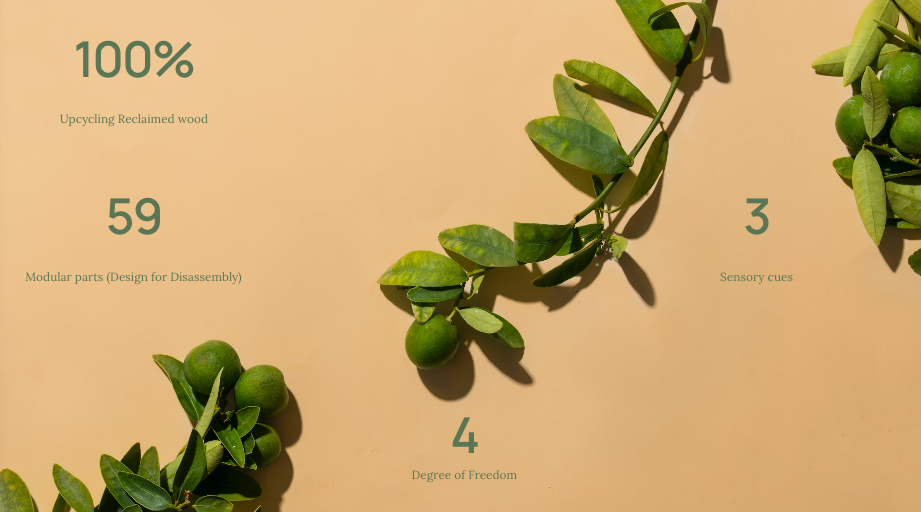 100%
Upcycling Reclaimed wood
59
Modular parts (Design for Disassembly)
3
Sensory cues
4
Degree of Freedom